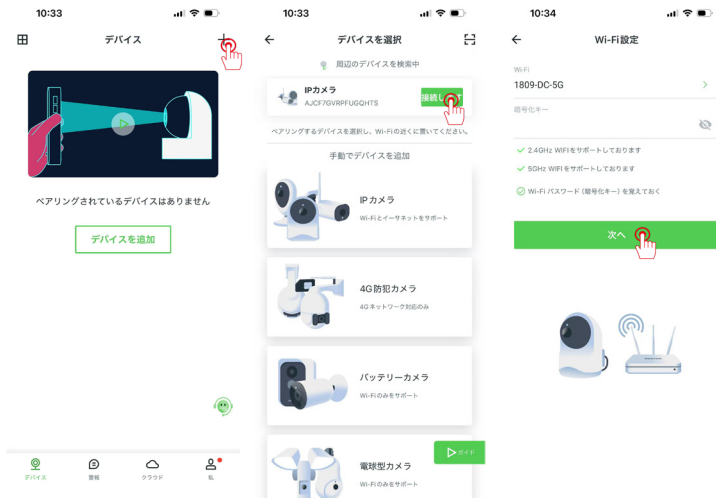 10:33
デバイス
ペアリングされているデバイスはありません
デバイスを追加
デバイス
警報
クラウド
私
10:33
デバイスを選択
周辺のデバイスを検索中
IPカメラ
AJCF7GVRPFUGQHTS
ペアリングするデバイスを選択し、Wi-Fiの近くに置いてください。
手動でデバイスを追加
IPカメラ
Wi-Fiとイーサネットをサポート
4G防犯カメラ
4Gネットワーク対応のみ
バッテリーカメラ
Wi-Fiのみをサポート
電球型カメラ
Wi-Fiのみをサポート
ガイド
10:34
Wi-Fi設定
Wi-Fi
1809-DC-5G
暗号化キー
2.4GHz WIFIをサポートしております
5GHz WIFIをサポートしております
Wi-Fi パスワード (暗号化キー) を覚えておく
次へ